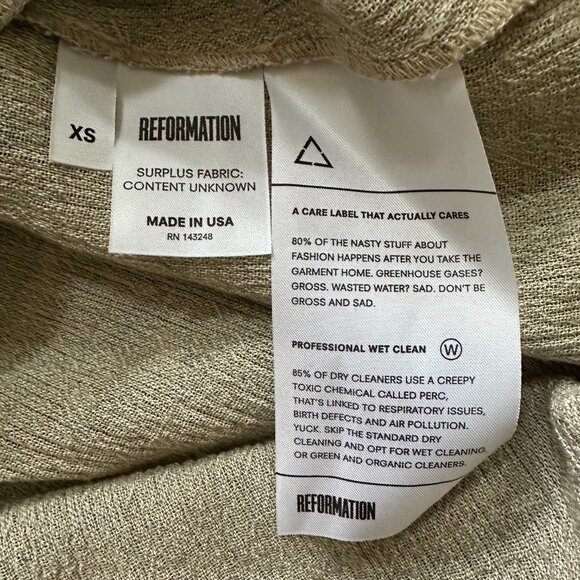 XS
REFORMATION
SURPLUS FABRIC:
CONTENT UNKNOWN
MADE IN USA
RN 143248
A CARE LABEL THAT ACTUALLY CARES
80% OF THE NASTY STUFF ABOUT
FASHION HAPPENS AFTER YOU TAKE THE
GARMENT HOME. GREENHOUSE GASES?
GROSS. WASTED WATER? SAD. DON'T BE
GROSS AND SAD.
PROFESSIONAL WET CLEAN W
85% OF DRY CLEANERS USE A CREEPY
TOXIC CHEMICAL CALLED PERC,
THAT'S LINKED TO RESPIRATORY ISSUES,
BIRTH DEFECTS AND AIR POLLUTION.
YUCK. SKIP THE STANDARD DRY
CLEANING AND OPT FOR WET CLEANING,
OR GREEN AND ORGANIC CLEANERS.
REFORMATION